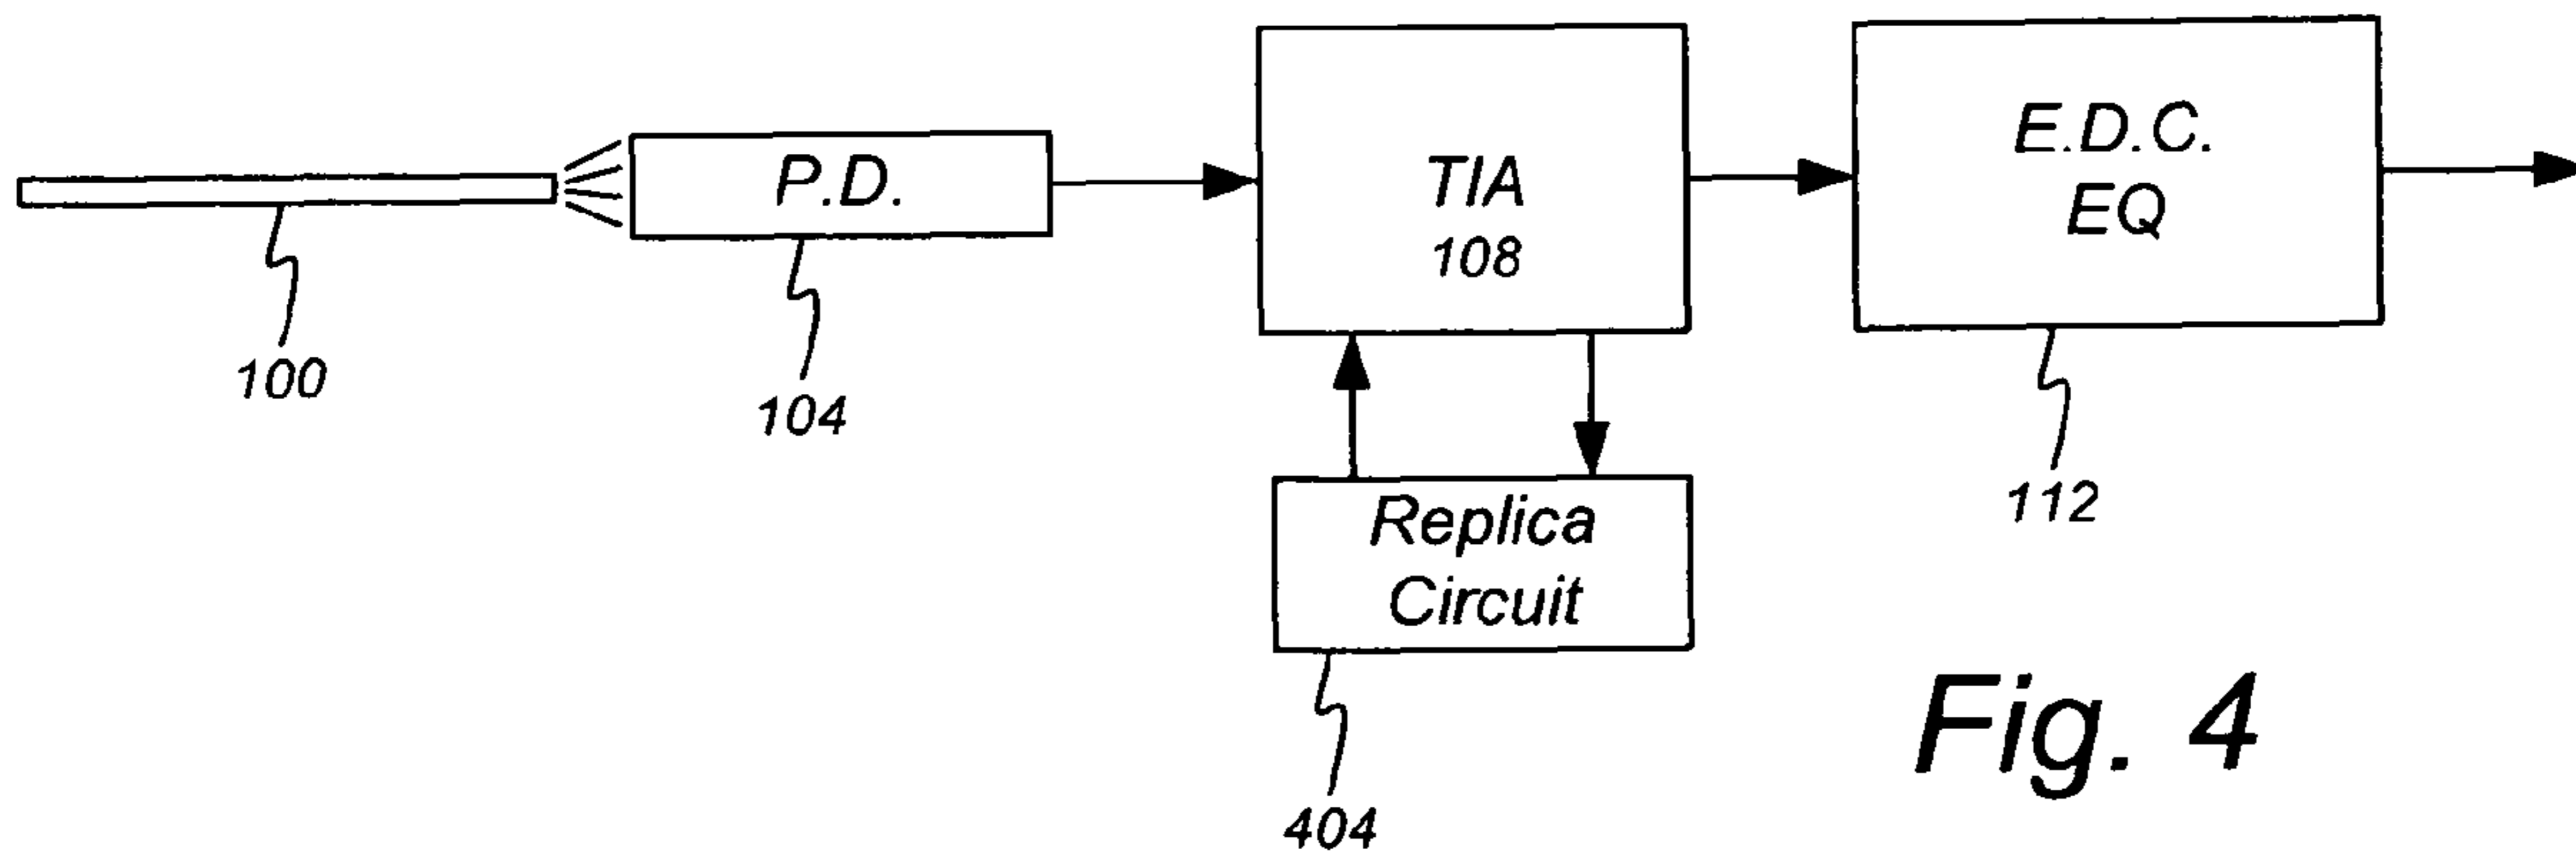 P.D.
TIA
108
E.D.C.
EQ
100
104
112
Replica
Circuit
404
Fig. 4